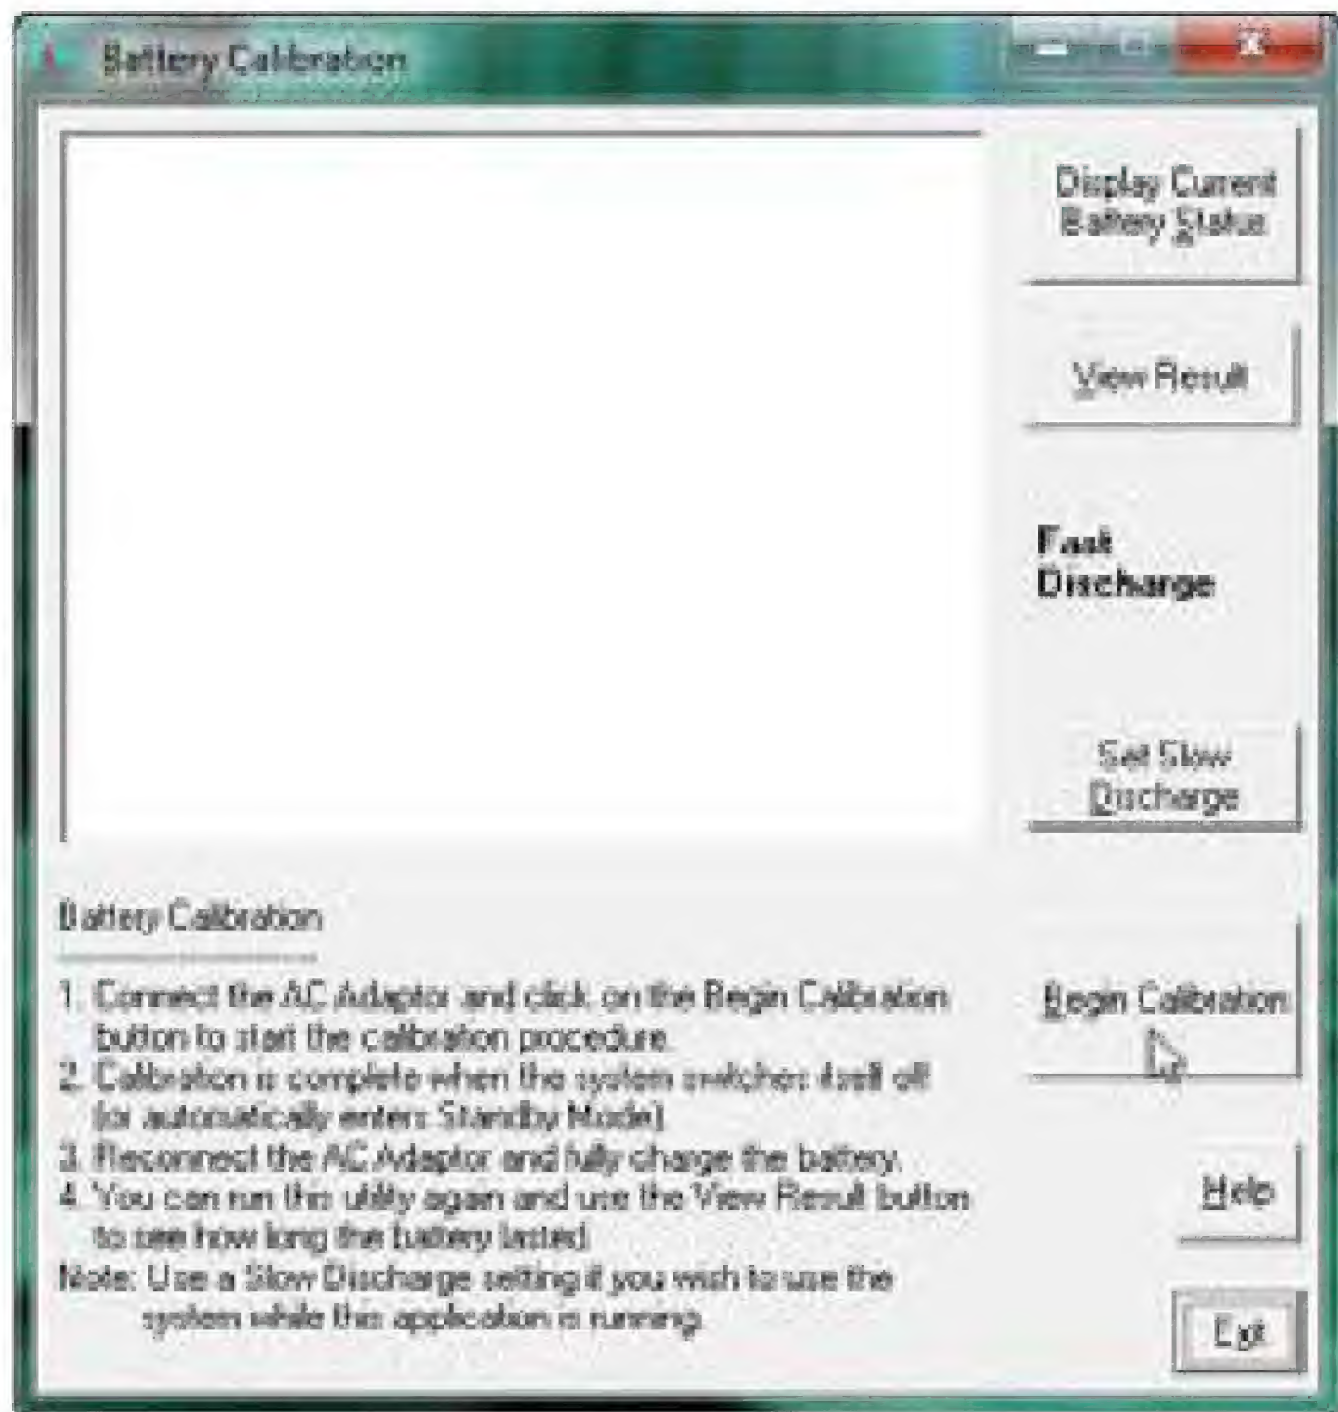 Battery Calibration
Display Current
Battery Status
View Result
Fast
Discharge
Set Slow
Discharge
Battery Calibration
1. Connect the AC Adaptor and click on the Begin Calibration
button to start the calibration procedure.
2. Calibration is complete when the system switches itself off
(or automatically enters Standby Mode)
3. Reconnect the AC Adaptor and fully charge the battery.
4. You can run this utility again and use the View Result button
to see how long the battery lasted.
Note: Use a Slow Discharge setting if you wish to use the
system while this application is running.
Begin Calibration
Help
Exit